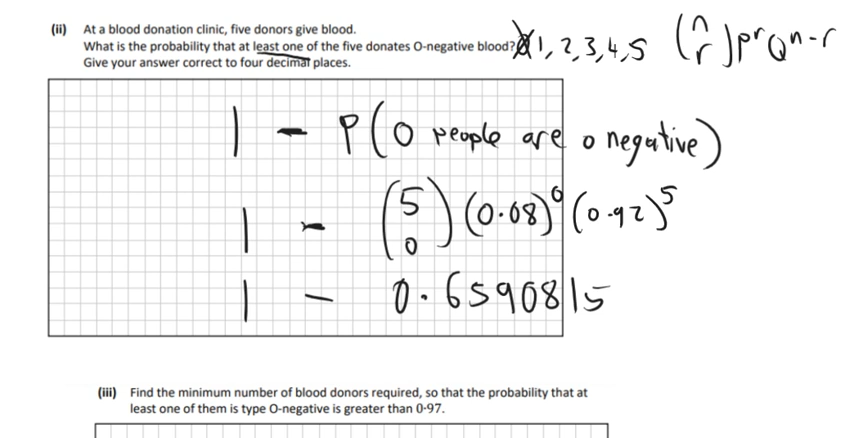 (ii) At a blood donation clinic, five donors give blood.
What is the probability that at least one of the five donates O-negative blood?
Give your answer correct to four decimal places.
0 1, 2, 3, 4, 5 (n r) p^r q^n-r
1 - P(0 people are o negative)
1 - (5 0) (0.08)^0 (0.92)^5
1 - 0.6590815
(iii) Find the minimum number of blood donors required, so that the probability that at
least one of them is type O-negative is greater than 0·97.